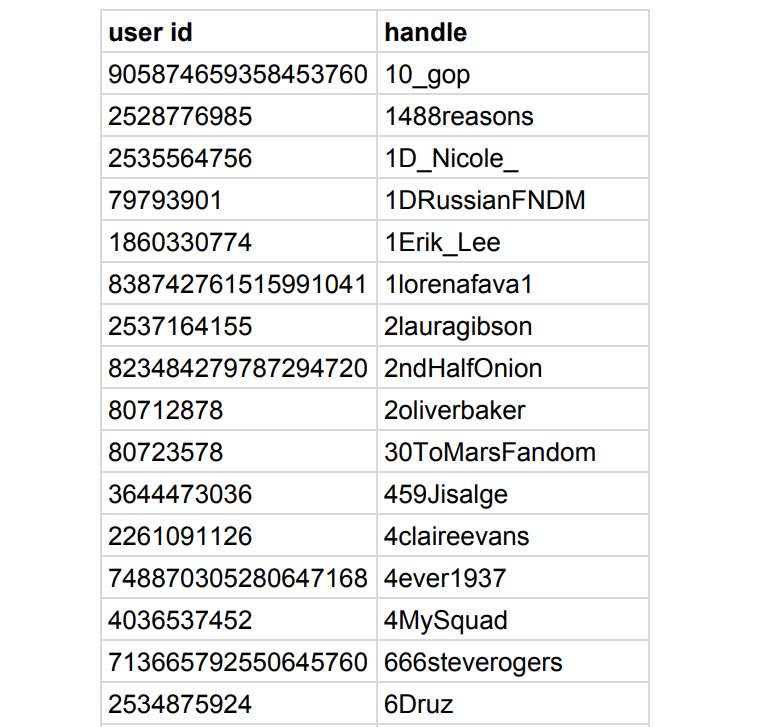 user id handle
905874659358453760 10_gop
2528776985 1488reasons
2535564756 1D_Nicole_
79793901 1DRussianFNDM
1860330774 1Erik_Lee
838742761515991041 1lorenafava1
2537164155 2lauragibson
823484279787294720 2ndHalfOnion
80712878 2oliverbaker
80723578 30ToMarsFandom
3644473036 459Jisalge
2261091126 4claireevans
748870305280647168 4ever1937
4036537452 4MySquad
713665792550645760 666steverogers
2534875924 6Druz